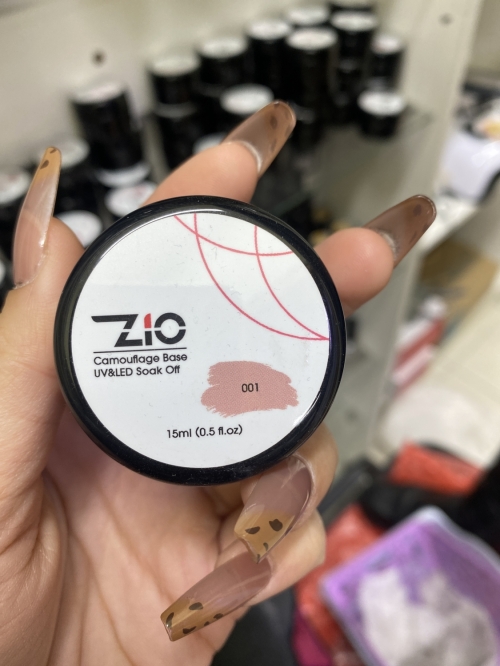 ZIO
Camouflage Base
UV&LED Soak Off
001
15ml (0.5 fl.oz)